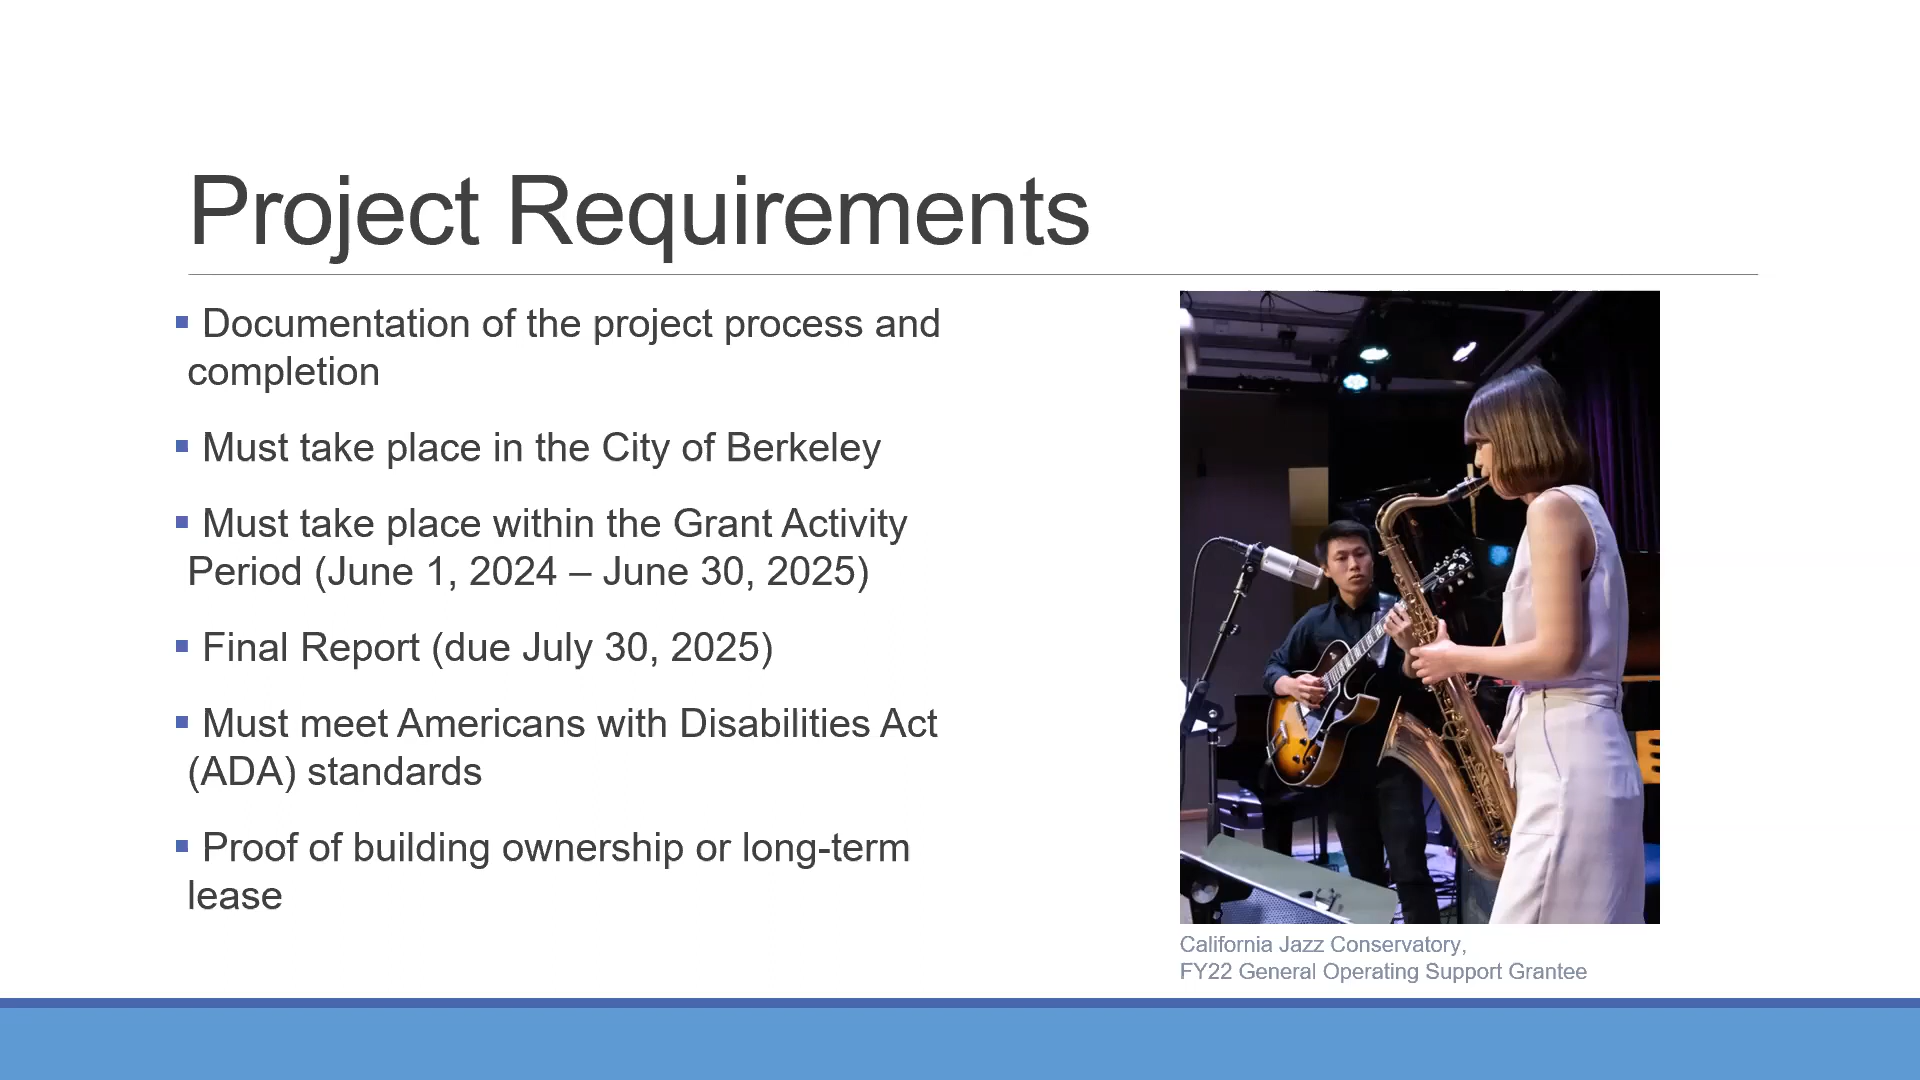 Project Requirements
Documentation of the project process and
completion
Must take place in the City of Berkeley
Must take place within the Grant Activity
Period (June 1, 2024 – June 30, 2025)
Final Report (due July 30, 2025)
Must meet Americans with Disabilities Act
(ADA) standards
Proof of building ownership or long-term
lease
California Jazz Conservatory,
FY22 General Operating Support Grantee